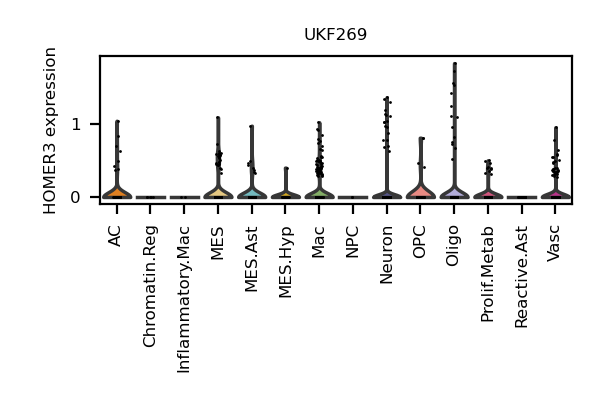 UKF269
HOMER3 expression
1
0
AC
Chromatin.Reg
Inflammatory.Mac
MES
MES.Ast
MES.Hyp
Mac
NPC
Neuron
OPC
Oligo
Prolif.Metab
Reactive.Ast
Vasc